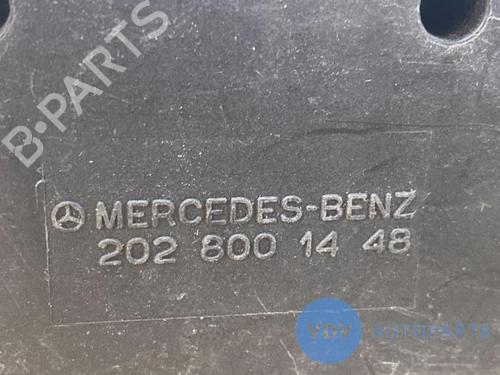 B-PARTS
MERCEDES-BENZ
202 800 14 48
VDV AUTOPARTS